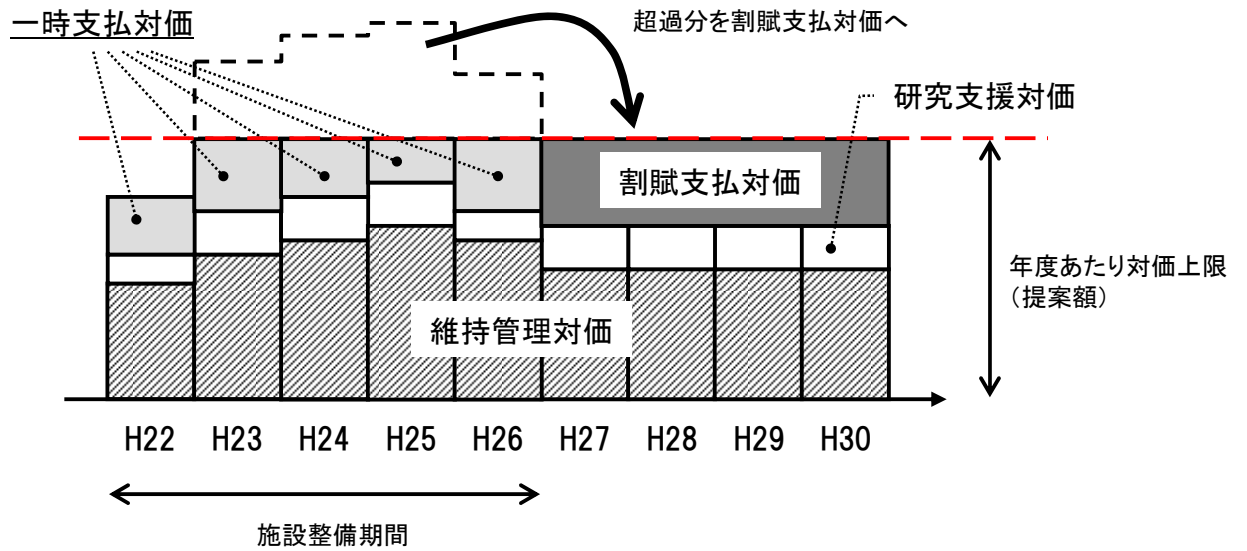 一時支払対価
超過分を割賦支払対価へ
研究支援対価
割賦支払対価
年度あたり対価上限
（提案額）
維持管理対価
H22 H23 H24 H25 H26 H27 H28 H29 H30
施設整備期間